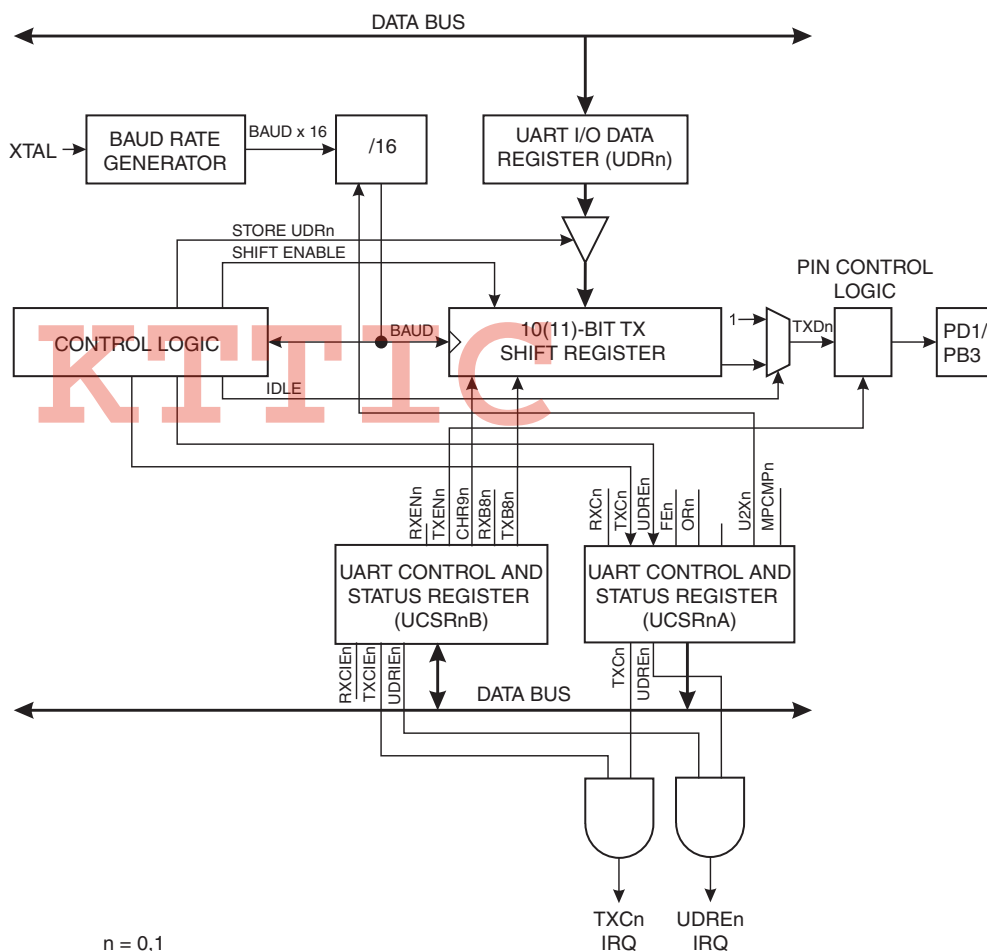 DATA BUS
XTAL
BAUD RATE
GENERATOR
BAUD x 16
/16
UART I/O DATA
REGISTER (UDRn)
STORE UDRn
SHIFT ENABLE
PIN CONTROL
LOGIC
CONTROL LOGIC
BAUD
10(11)-BIT TX
SHIFT REGISTER
1
TXDn
PD1/
PB3
IDLE
KTTIC
RXENn
TXENn
CHR9n
RXB8n
TXB8n
RXCn
TXCn
UDREn
FEn
ORn
U2Xn
MPCMPn
UART CONTROL AND
STATUS REGISTER
(UCSRnB)
UART CONTROL AND
STATUS REGISTER
(UCSRnA)
RXCIEn
TXCIEn
UDRIEn
TXCn
UDREn
DATA BUS
TXCn
IRQ
UDREn
IRQ
n = 0,1